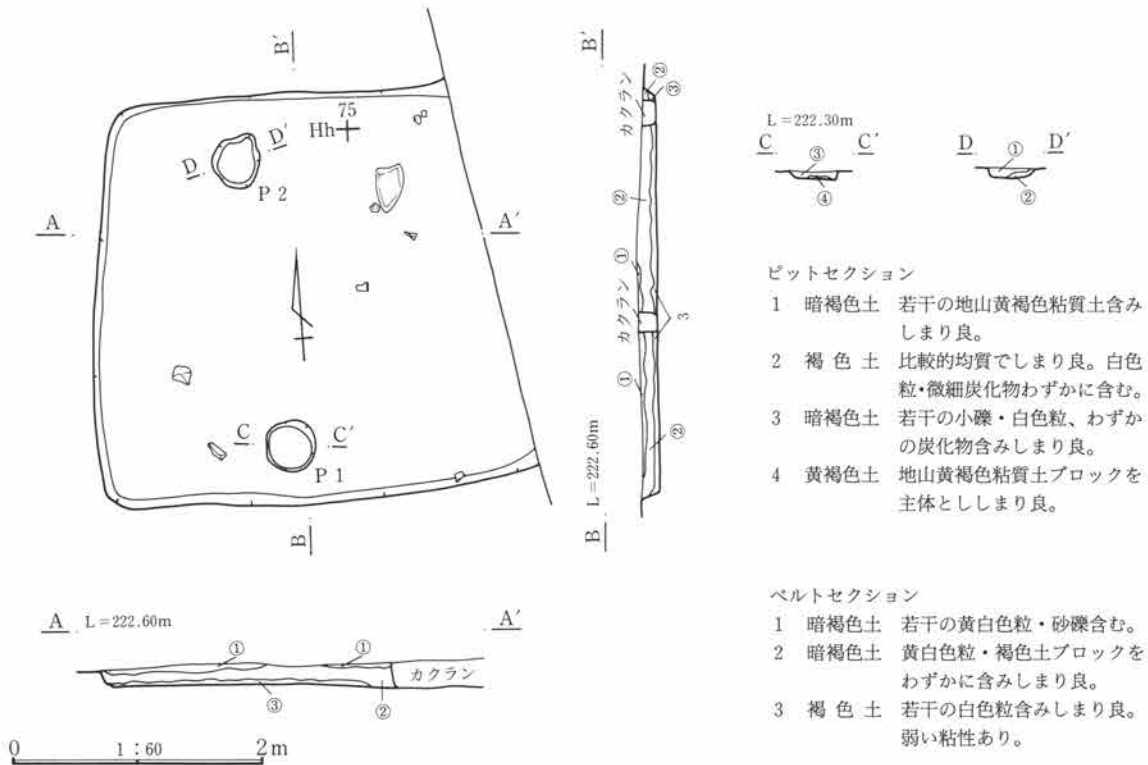 B′
75
Hh
D
D′
P 2
A
A′
C
C′
P 1
B
A L＝222.60m A′
①
①
カクラン
③
②
0 1：60 2m
B′
②
③
カクラン
②
①
カクラン
3
①
②
B L＝222.60m
L＝222.30m
C C′ D D′
③
④
①
②
ピットセクション
1 暗褐色土 若干の地山黄褐色粘質土含み
しまり良。
2 褐 色 土 比較的均質でしまり良。白色
粒・微細炭化物わずかに含む。
3 暗褐色土 若干の小礫・白色粒、わずか
の炭化物含みしまり良。
4 黄褐色土 地山黄褐色粘質土ブロックを
主体とししまり良。
ベルトセクション
1 暗褐色土 若干の黄白色粒・砂礫含む。
2 暗褐色土 黄白色粒・褐色土ブロックを
わずかに含みしまり良。
3 褐 色 土 若干の白色粒含みしまり良。
弱い粘性あり。